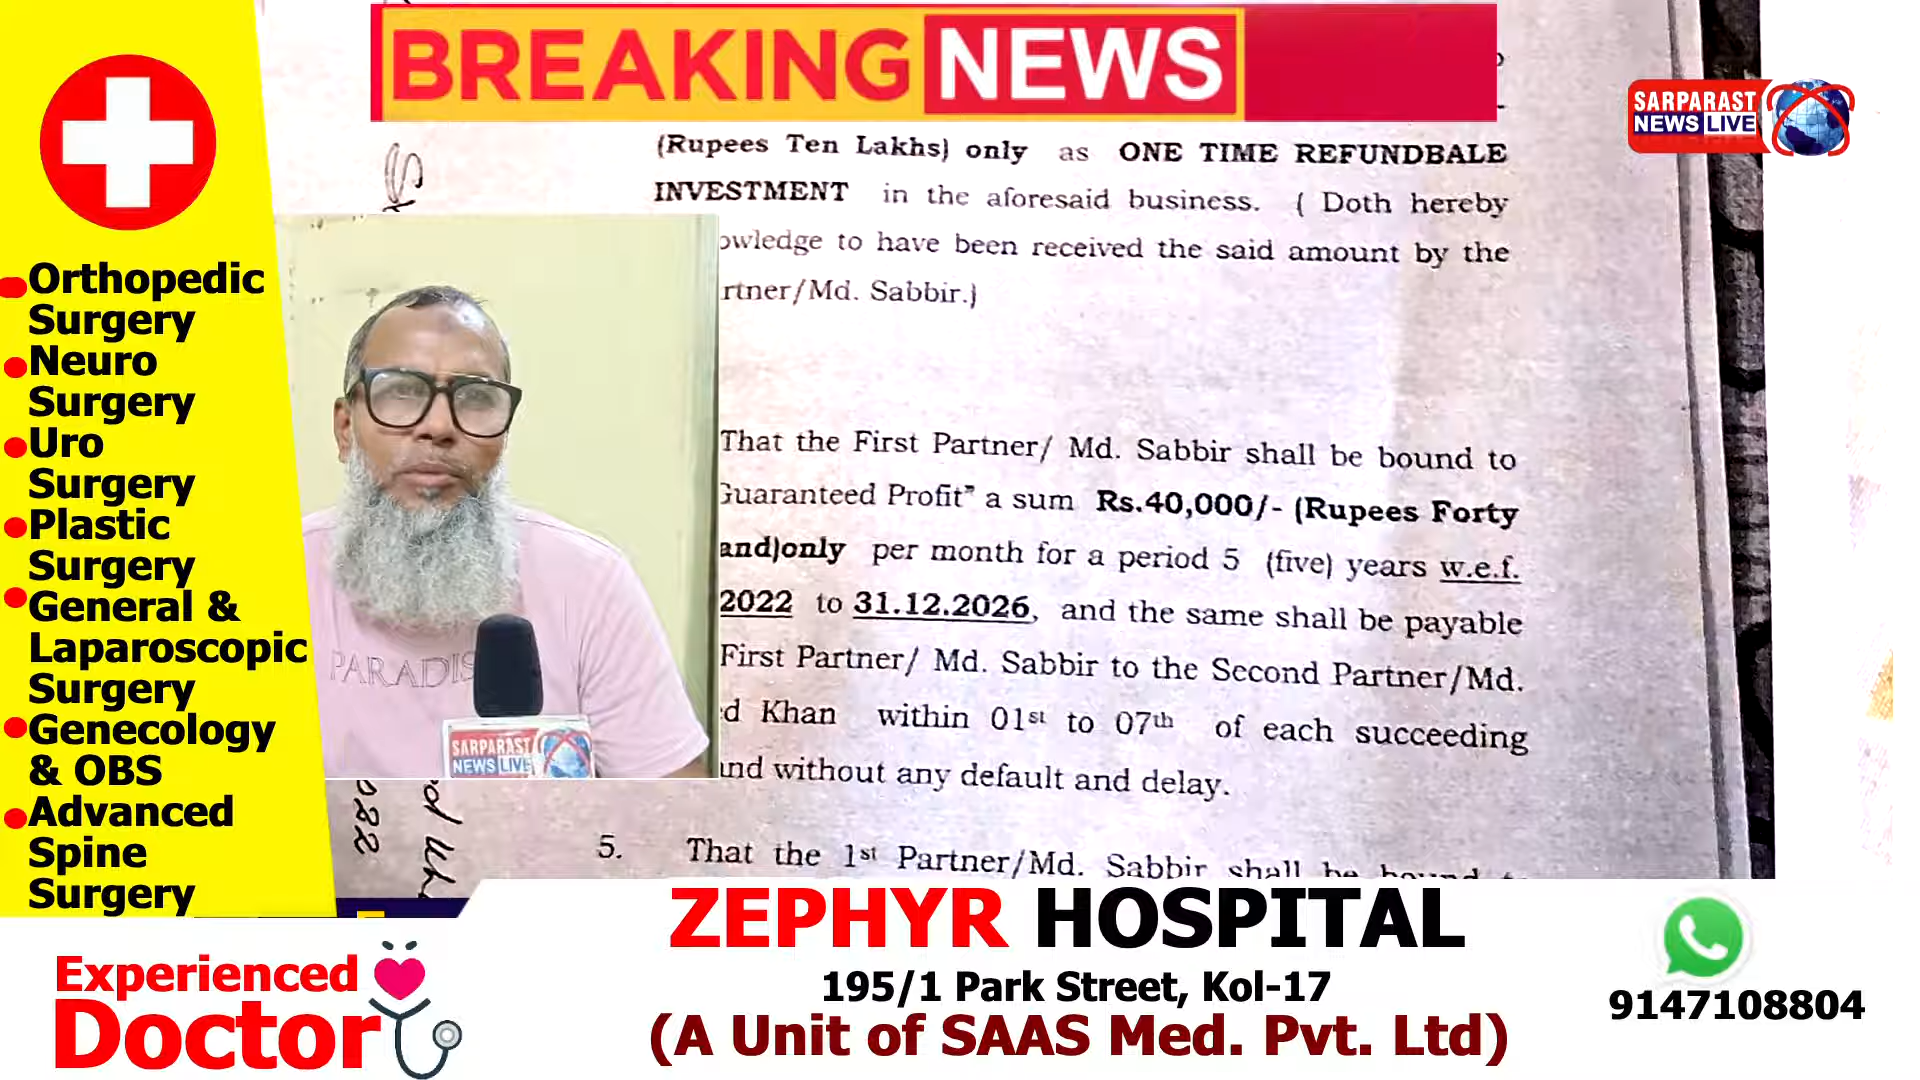 BREAKING NEWS
SARPARAST
NEWS LIVE
(Rupees Ten Lakhs) only as ONE TIME REFUNDBALE
INVESTMENT in the aforesaid business. ( Doth hereby
owledge to have been received the said amount by the
rtner/Md. Sabbir.)
That the First Partner/ Md. Sabbir shall be bound to
Guaranteed Profit" a sum Rs.40,000/- (Rupees Forty
and)only per month for a period 5 (five) years w.e.f.
2022 to 31.12.2026, and the same shall be payable
First Partner/ Md. Sabbir to the Second Partner/Md.
d Khan within 01st to 07th of each succeeding
and without any default and delay.
5. That the 1st Partner/Md. Sabbir shall be bound
PARADIS
SARPARAST
NEWS LIVE
Orthopedic
Surgery
Neuro
Surgery
Uro
Surgery
Plastic
Surgery
General &
Laparoscopic
Surgery
Genecology
& OBS
Advanced
Spine
Surgery
Experienced
Doctor
ZEPHYR HOSPITAL
195/1 Park Street, Kol-17
(A Unit of SAAS Med. Pvt. Ltd)
9147108804